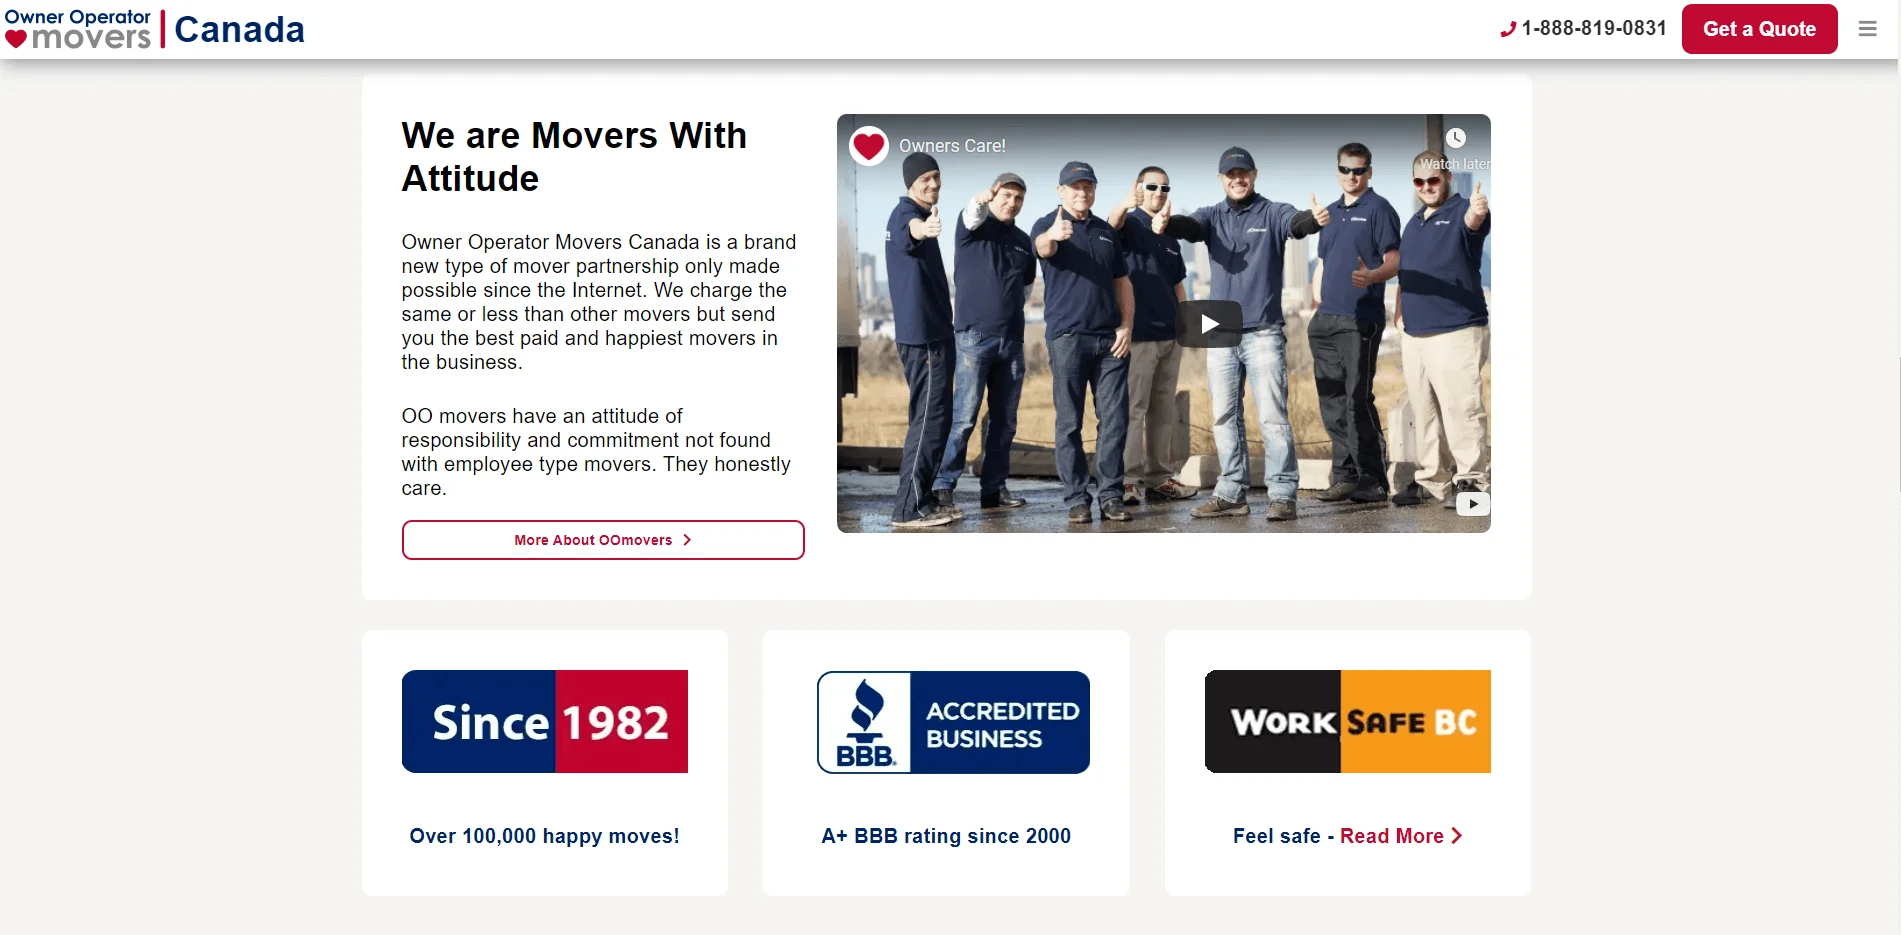 Owner Operator
movers
Canada
1-888-819-0831
Get a Quote
We are Movers With
Attitude
Owner Operator Movers Canada is a brand
new type of mover partnership only made
possible since the Internet. We charge the
same or less than other movers but send
you the best paid and happiest movers in
the business.
OO movers have an attitude of
responsibility and commitment not found
with employee type movers. They honestly
care.
More About OOmovers
Owners Care!
Watch later
Since 1982
Over 100,000 happy moves!
BBB.
ACCREDITED
BUSINESS
A+ BBB rating since 2000
WORK SAFE BC
Feel safe - Read More